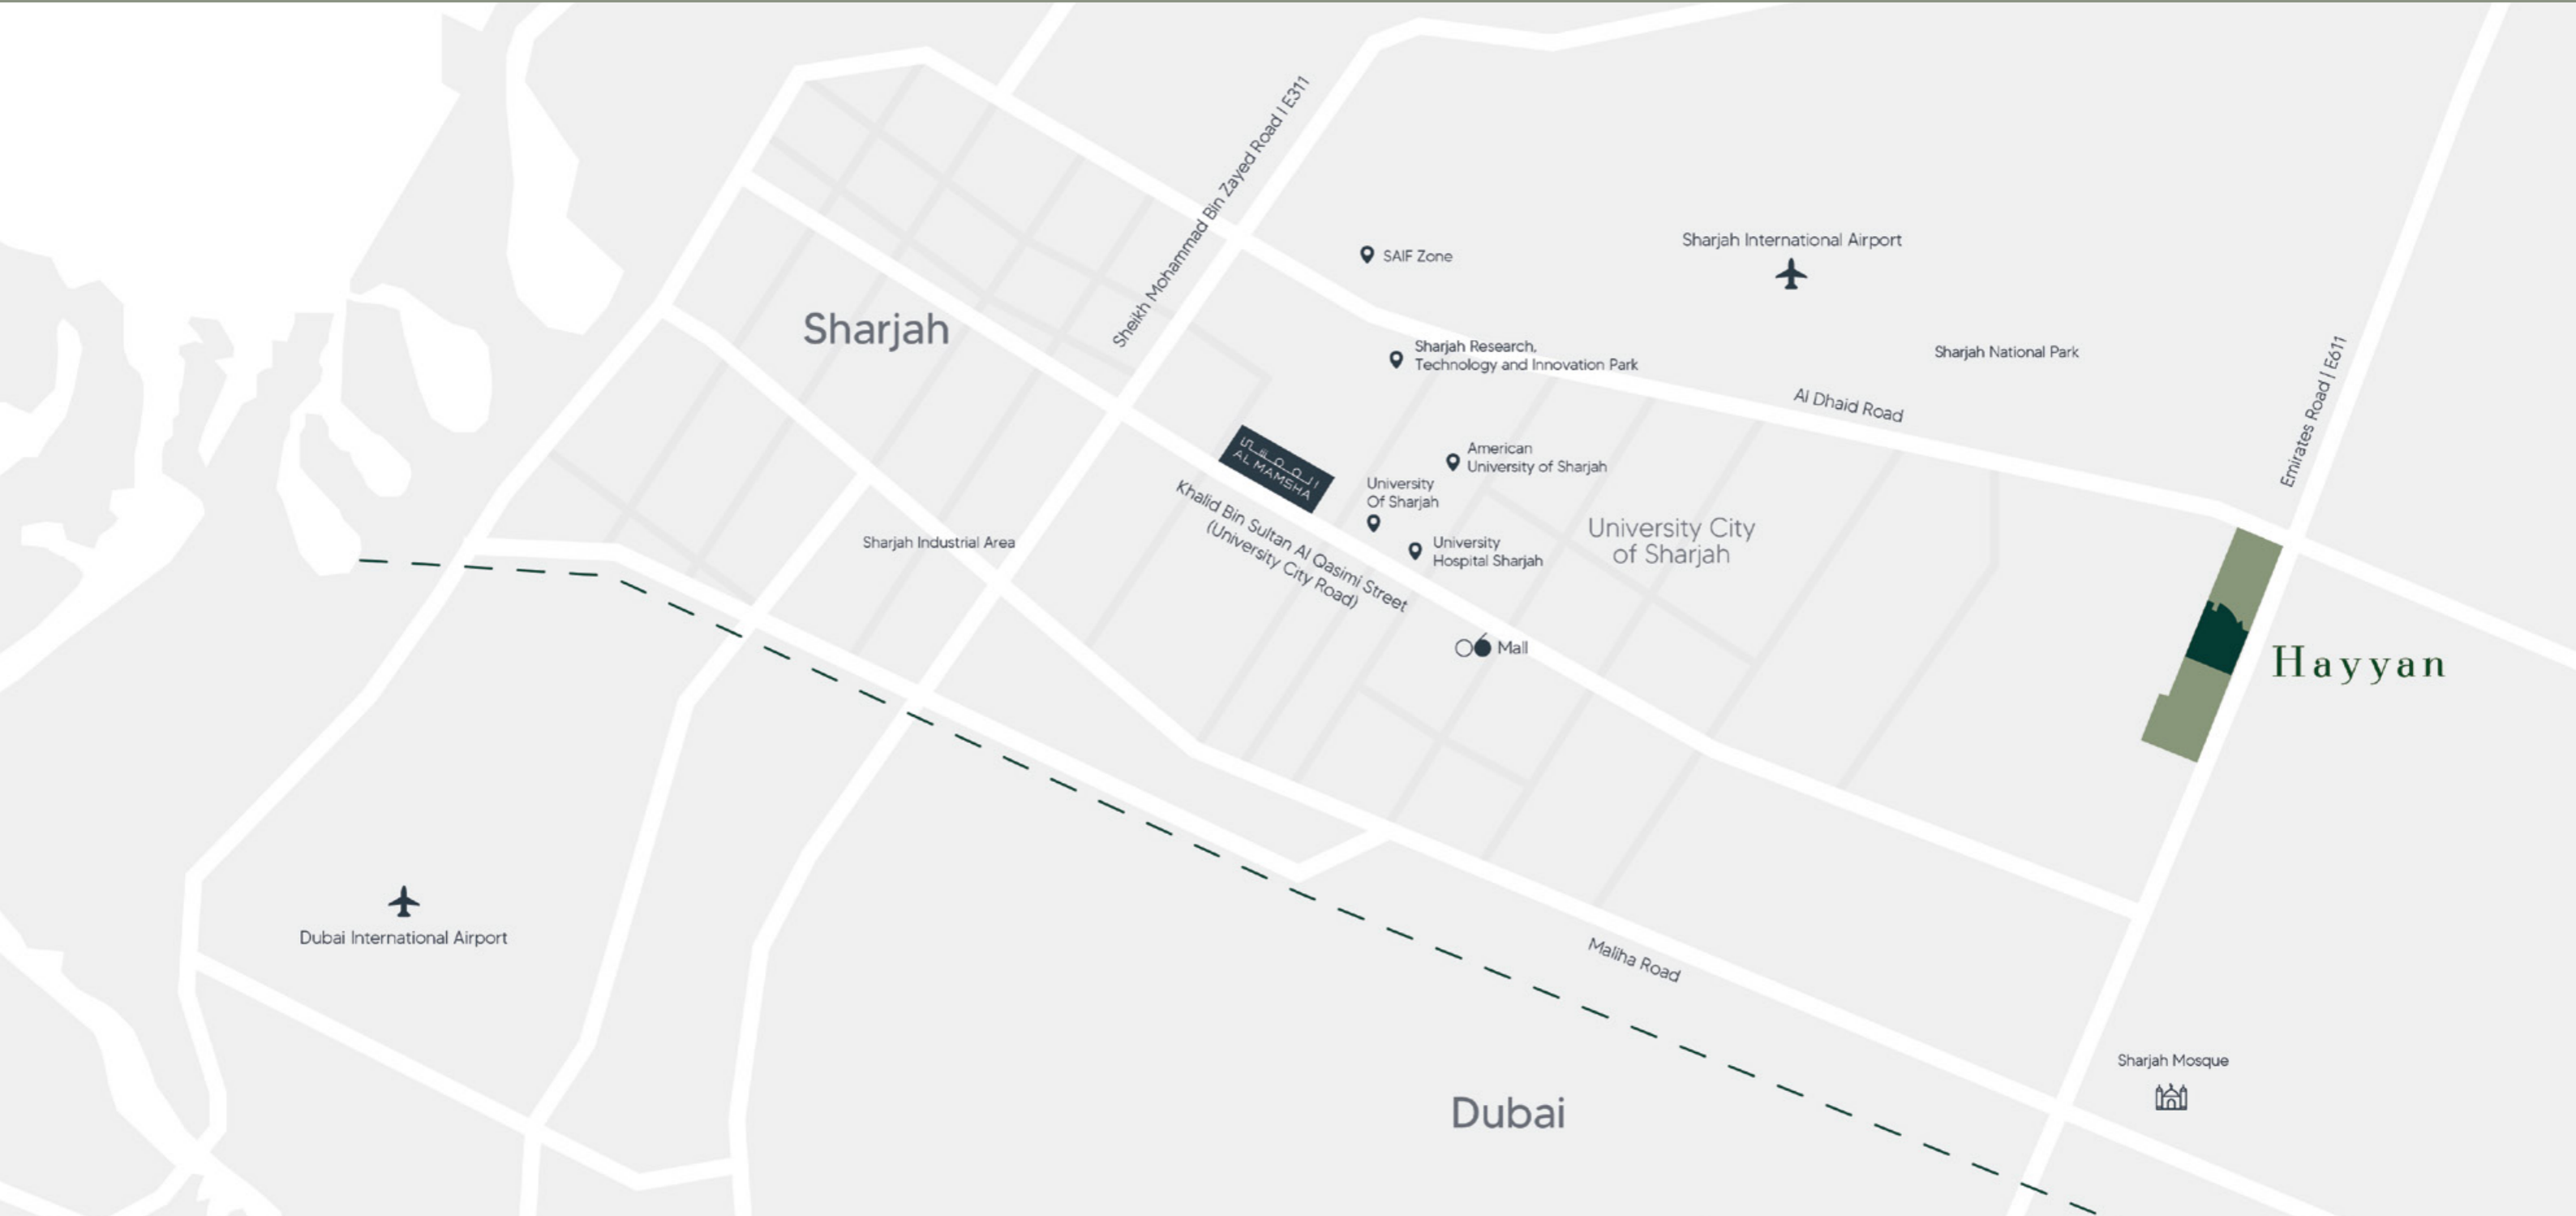 Sheikh Mohammad Bin Zayed Road | E311
SAIF Zone
Sharjah International Airport
Sharjah
Sharjah Research,
Technology and Innovation Park
Sharjah National Park
Al Dhaid Road
Emirates Road | E611
الممشى
AL MAMSHA
American
University of Sharjah
University
Of Sharjah
University City
of Sharjah
Khalid Bin Sultan Al Qasimi Street
(University City Road)
Sharjah Industrial Area
University
Hospital Sharjah
06 Mall
Hayyan
Dubai International Airport
Maliha Road
Sharjah Mosque
Dubai